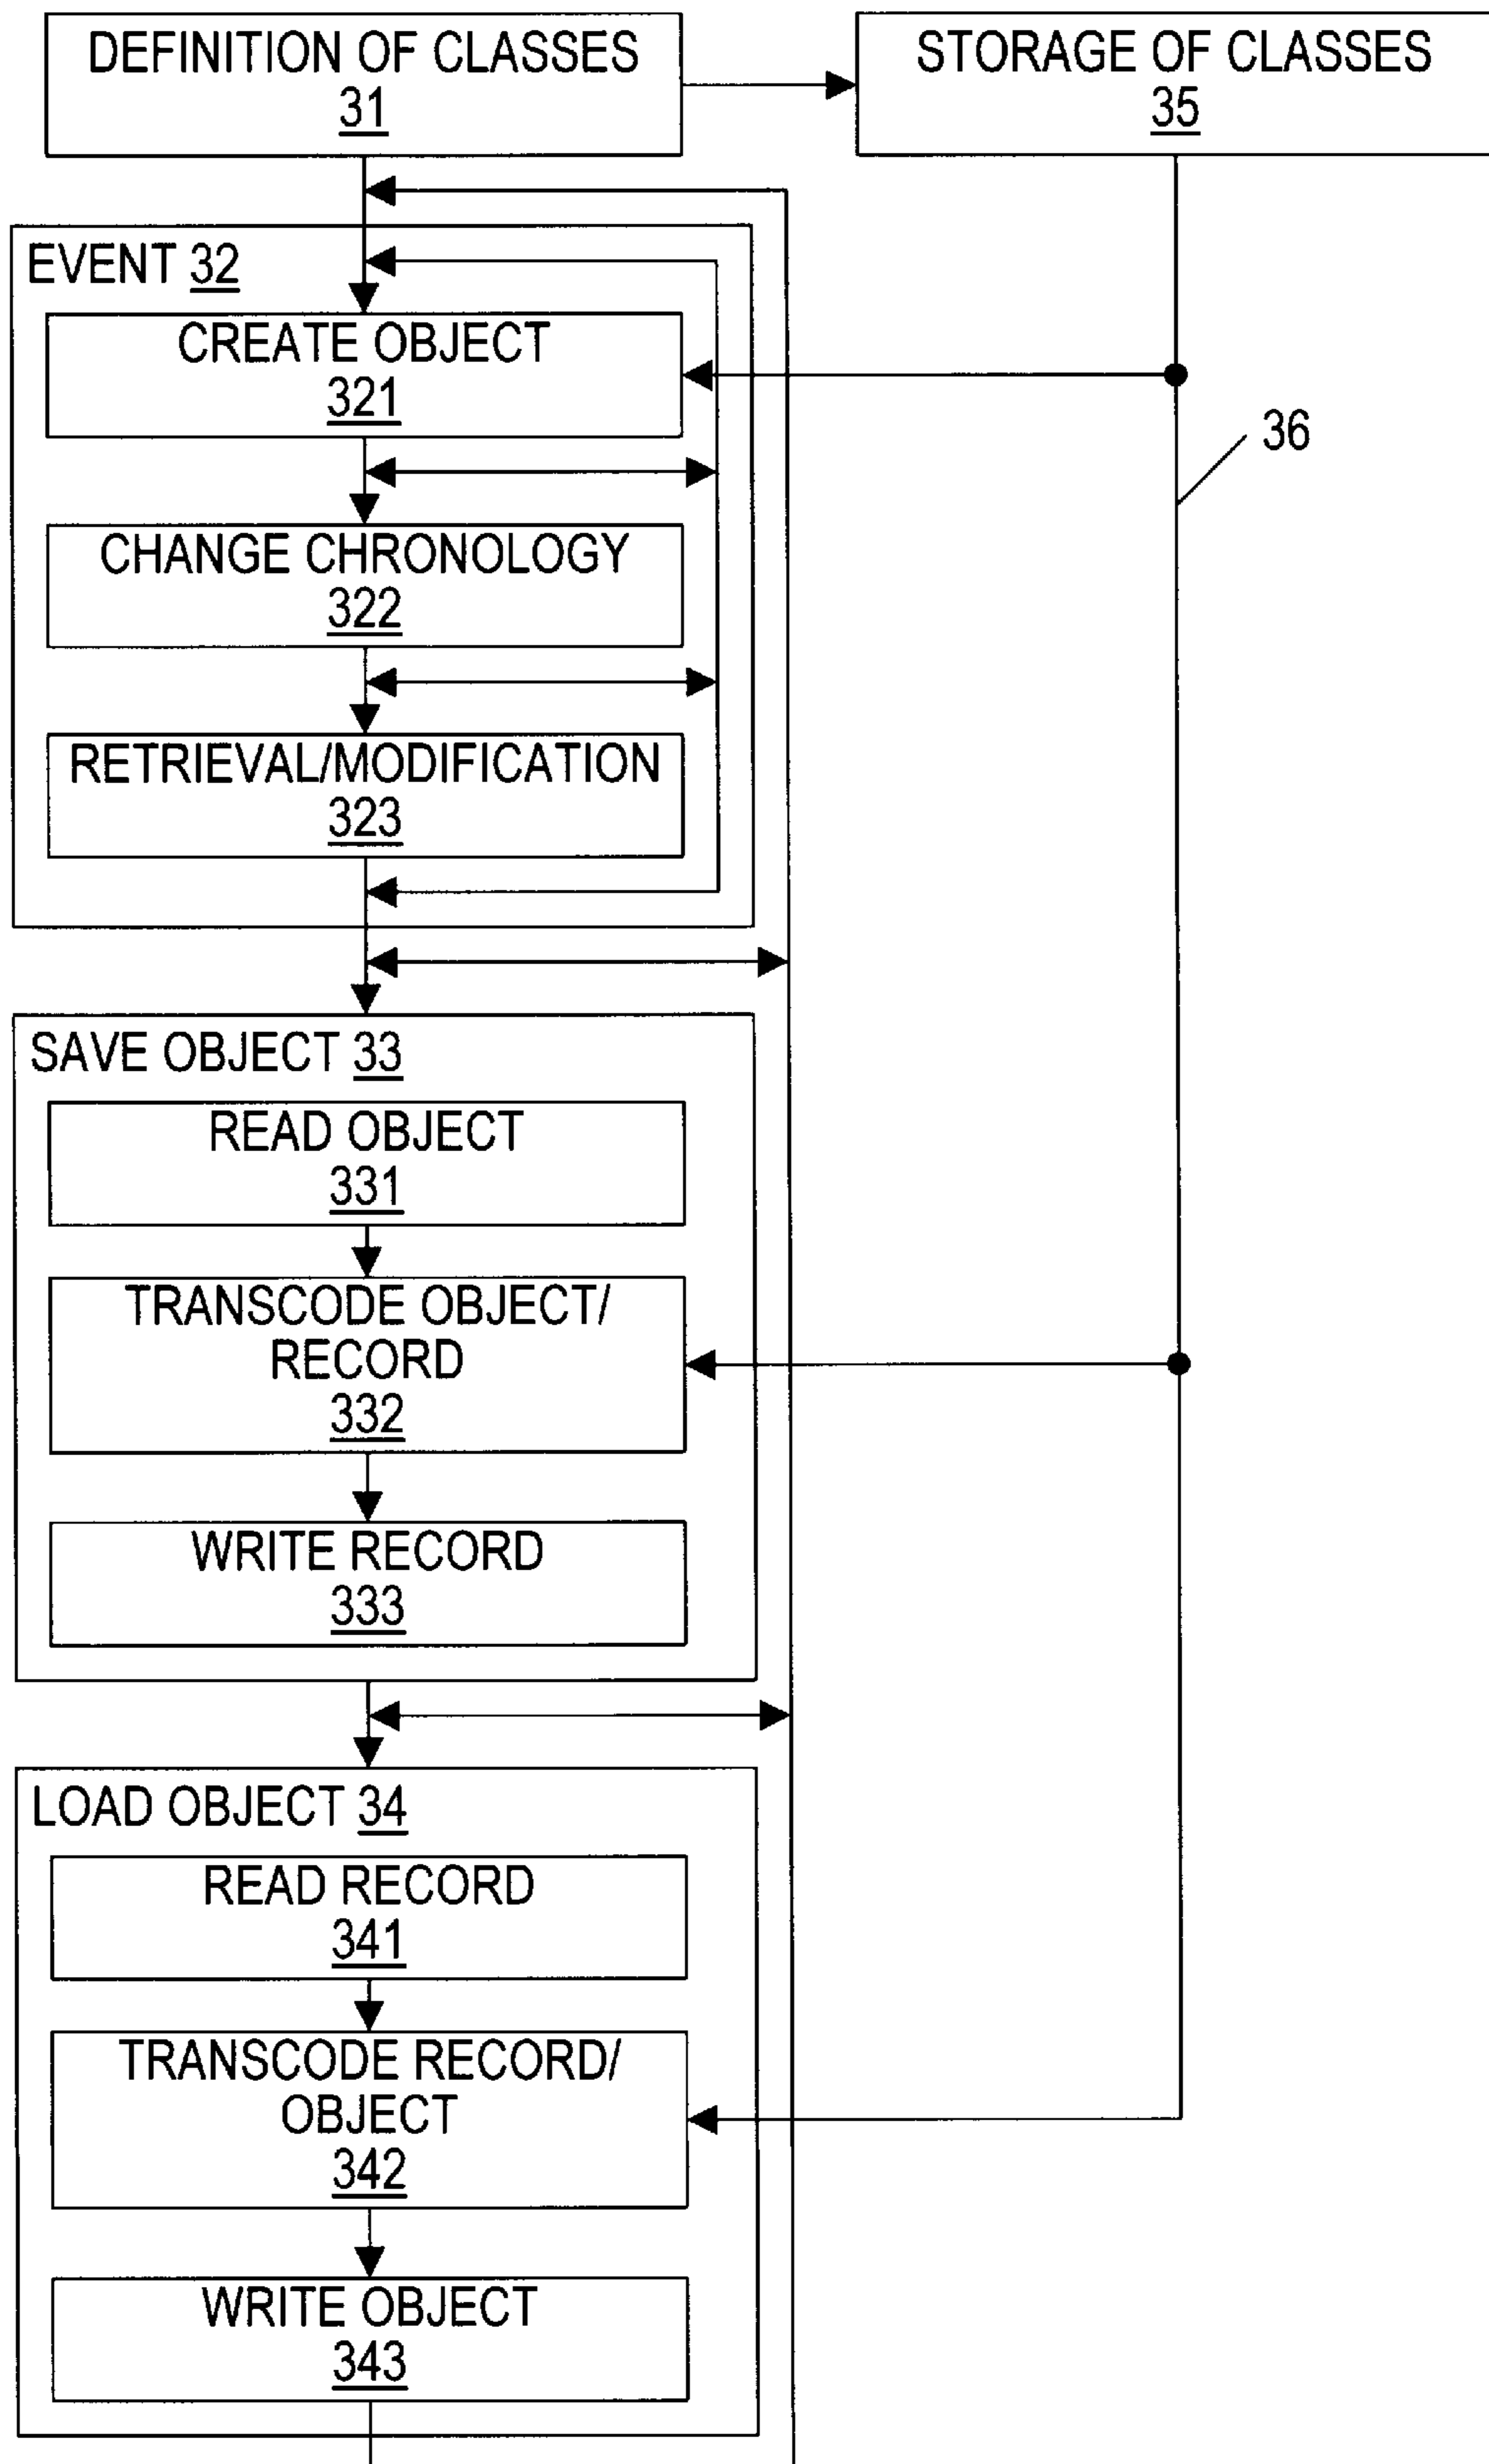 DEFINITION OF CLASSES
31
STORAGE OF CLASSES
35
EVENT 32
CREATE OBJECT
321
36
CHANGE CHRONOLOGY
322
RETRIEVAL/MODIFICATION
323
SAVE OBJECT 33
READ OBJECT
331
TRANSCODE OBJECT/
RECORD
332
WRITE RECORD
333
LOAD OBJECT 34
READ RECORD
341
TRANSCODE RECORD/
OBJECT
342
WRITE OBJECT
343